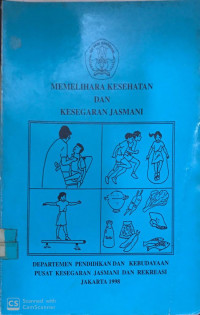 MEMELIHARA KESEHATAN
DAN
KESEGARAN JASMANI
DEPARTEMEN PENDIDIKAN DAN KEBUDAYAAN
PUSAT KESEGARAN JASMANI DAN REKREASI
JAKARTA 1998
CS Scanned with
CamScanner